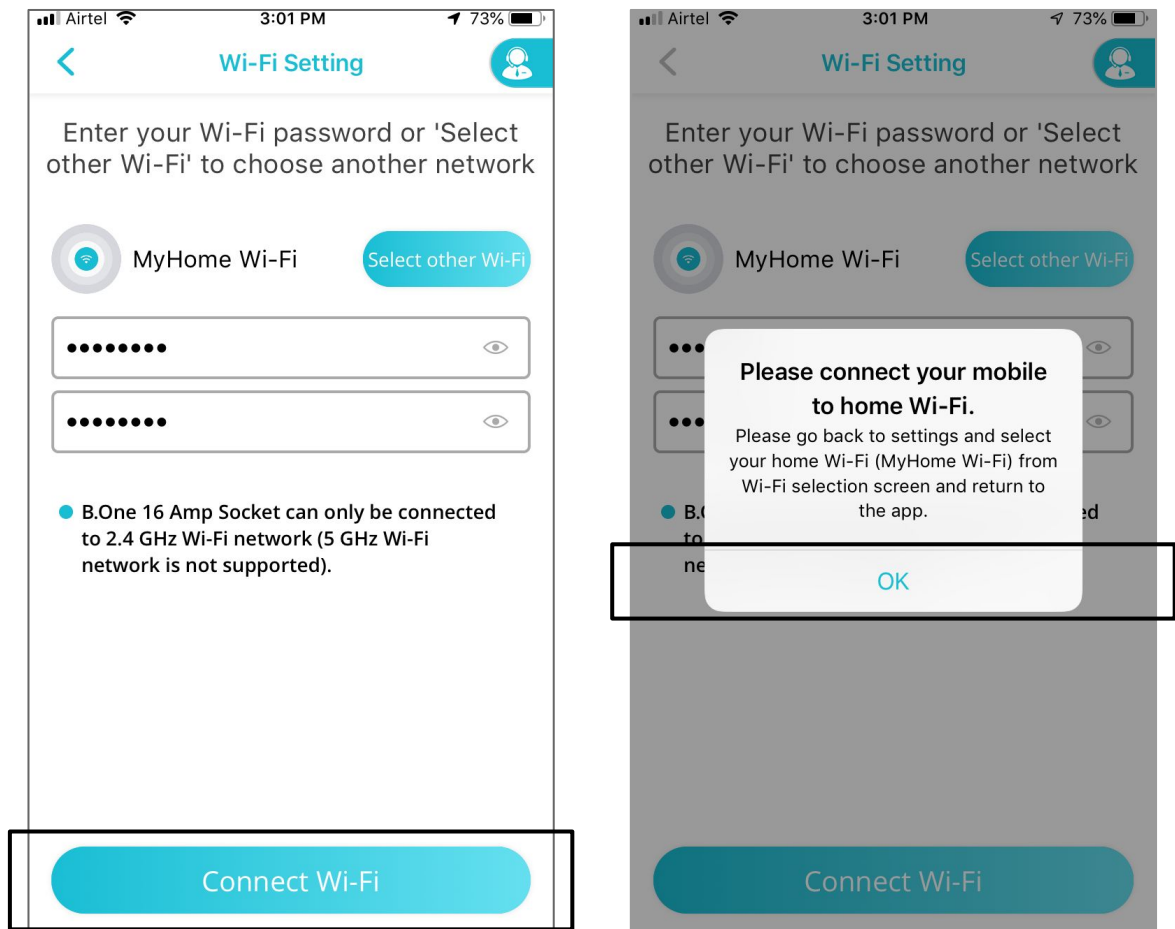 Airtel 3:01 PM 73%
Wi-Fi Setting
Enter your Wi-Fi password or 'Select
other Wi-Fi' to choose another network
MyHome Wi-Fi Select other Wi-Fi
••••••••
••••••••
B.One 16 Amp Socket can only be connected
to 2.4 GHz Wi-Fi network (5 GHz Wi-Fi
network is not supported).
Connect Wi-Fi
Airtel 3:01 PM 73%
Wi-Fi Setting
Enter your Wi-Fi password or 'Select
other Wi-Fi' to choose another network
MyHome Wi-Fi Select other Wi-Fi
•••
•••
Please connect your mobile
to home Wi-Fi.
Please go back to settings and select
your home Wi-Fi (MyHome Wi-Fi) from
Wi-Fi selection screen and return to
the app.
OK
Connect Wi-Fi